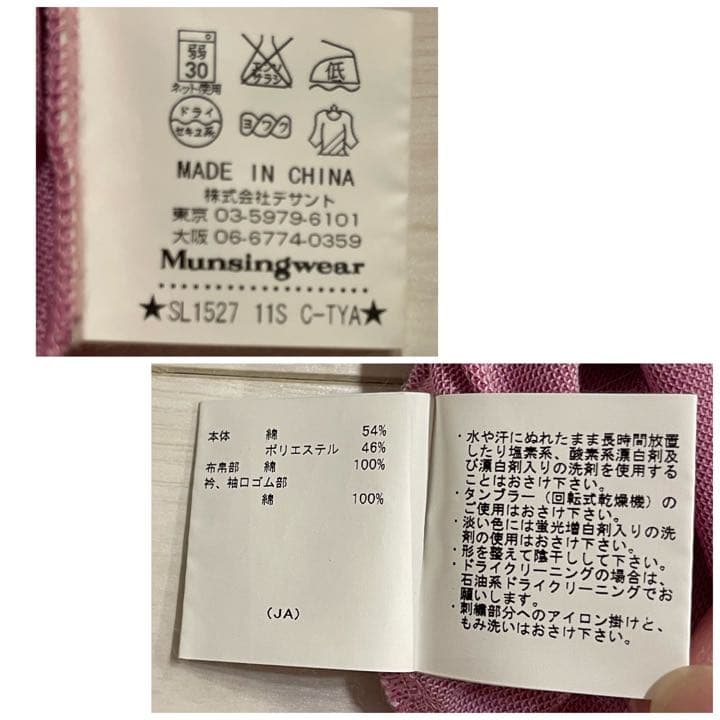 弱
30
ネット使用
エンソ
サラシ
低
ドライ
セキユ系
ヨワク
MADE IN CHINA
株式会社デサント
東京 03-5979-6101
大阪 06-6774-0359
Munsingwear
★SL1527 11S C-TYA★
本体 綿 54%
ポリエステル 46%
布帛部 綿 100%
衿、袖口ゴム部
綿 100%
(JA)
・水や汗にぬれたまま長時間放置
したり塩素系、酸素系漂白剤及
び漂白剤入りの洗剤を使用する
ことはおさけ下さい。
・タンブラー(回転式乾燥機)の
ご使用はおさけ下さい。
・淡い色には蛍光増白剤入りの洗
剤の使用はおさけ下さい。
・形を整えて陰干しして下さい。
・ドライクリーニングの場合は、
石油系ドライクリーニングでお
願いします。
・刺繍部分へのアイロン掛けと、
もみ洗いはおさけ下さい。